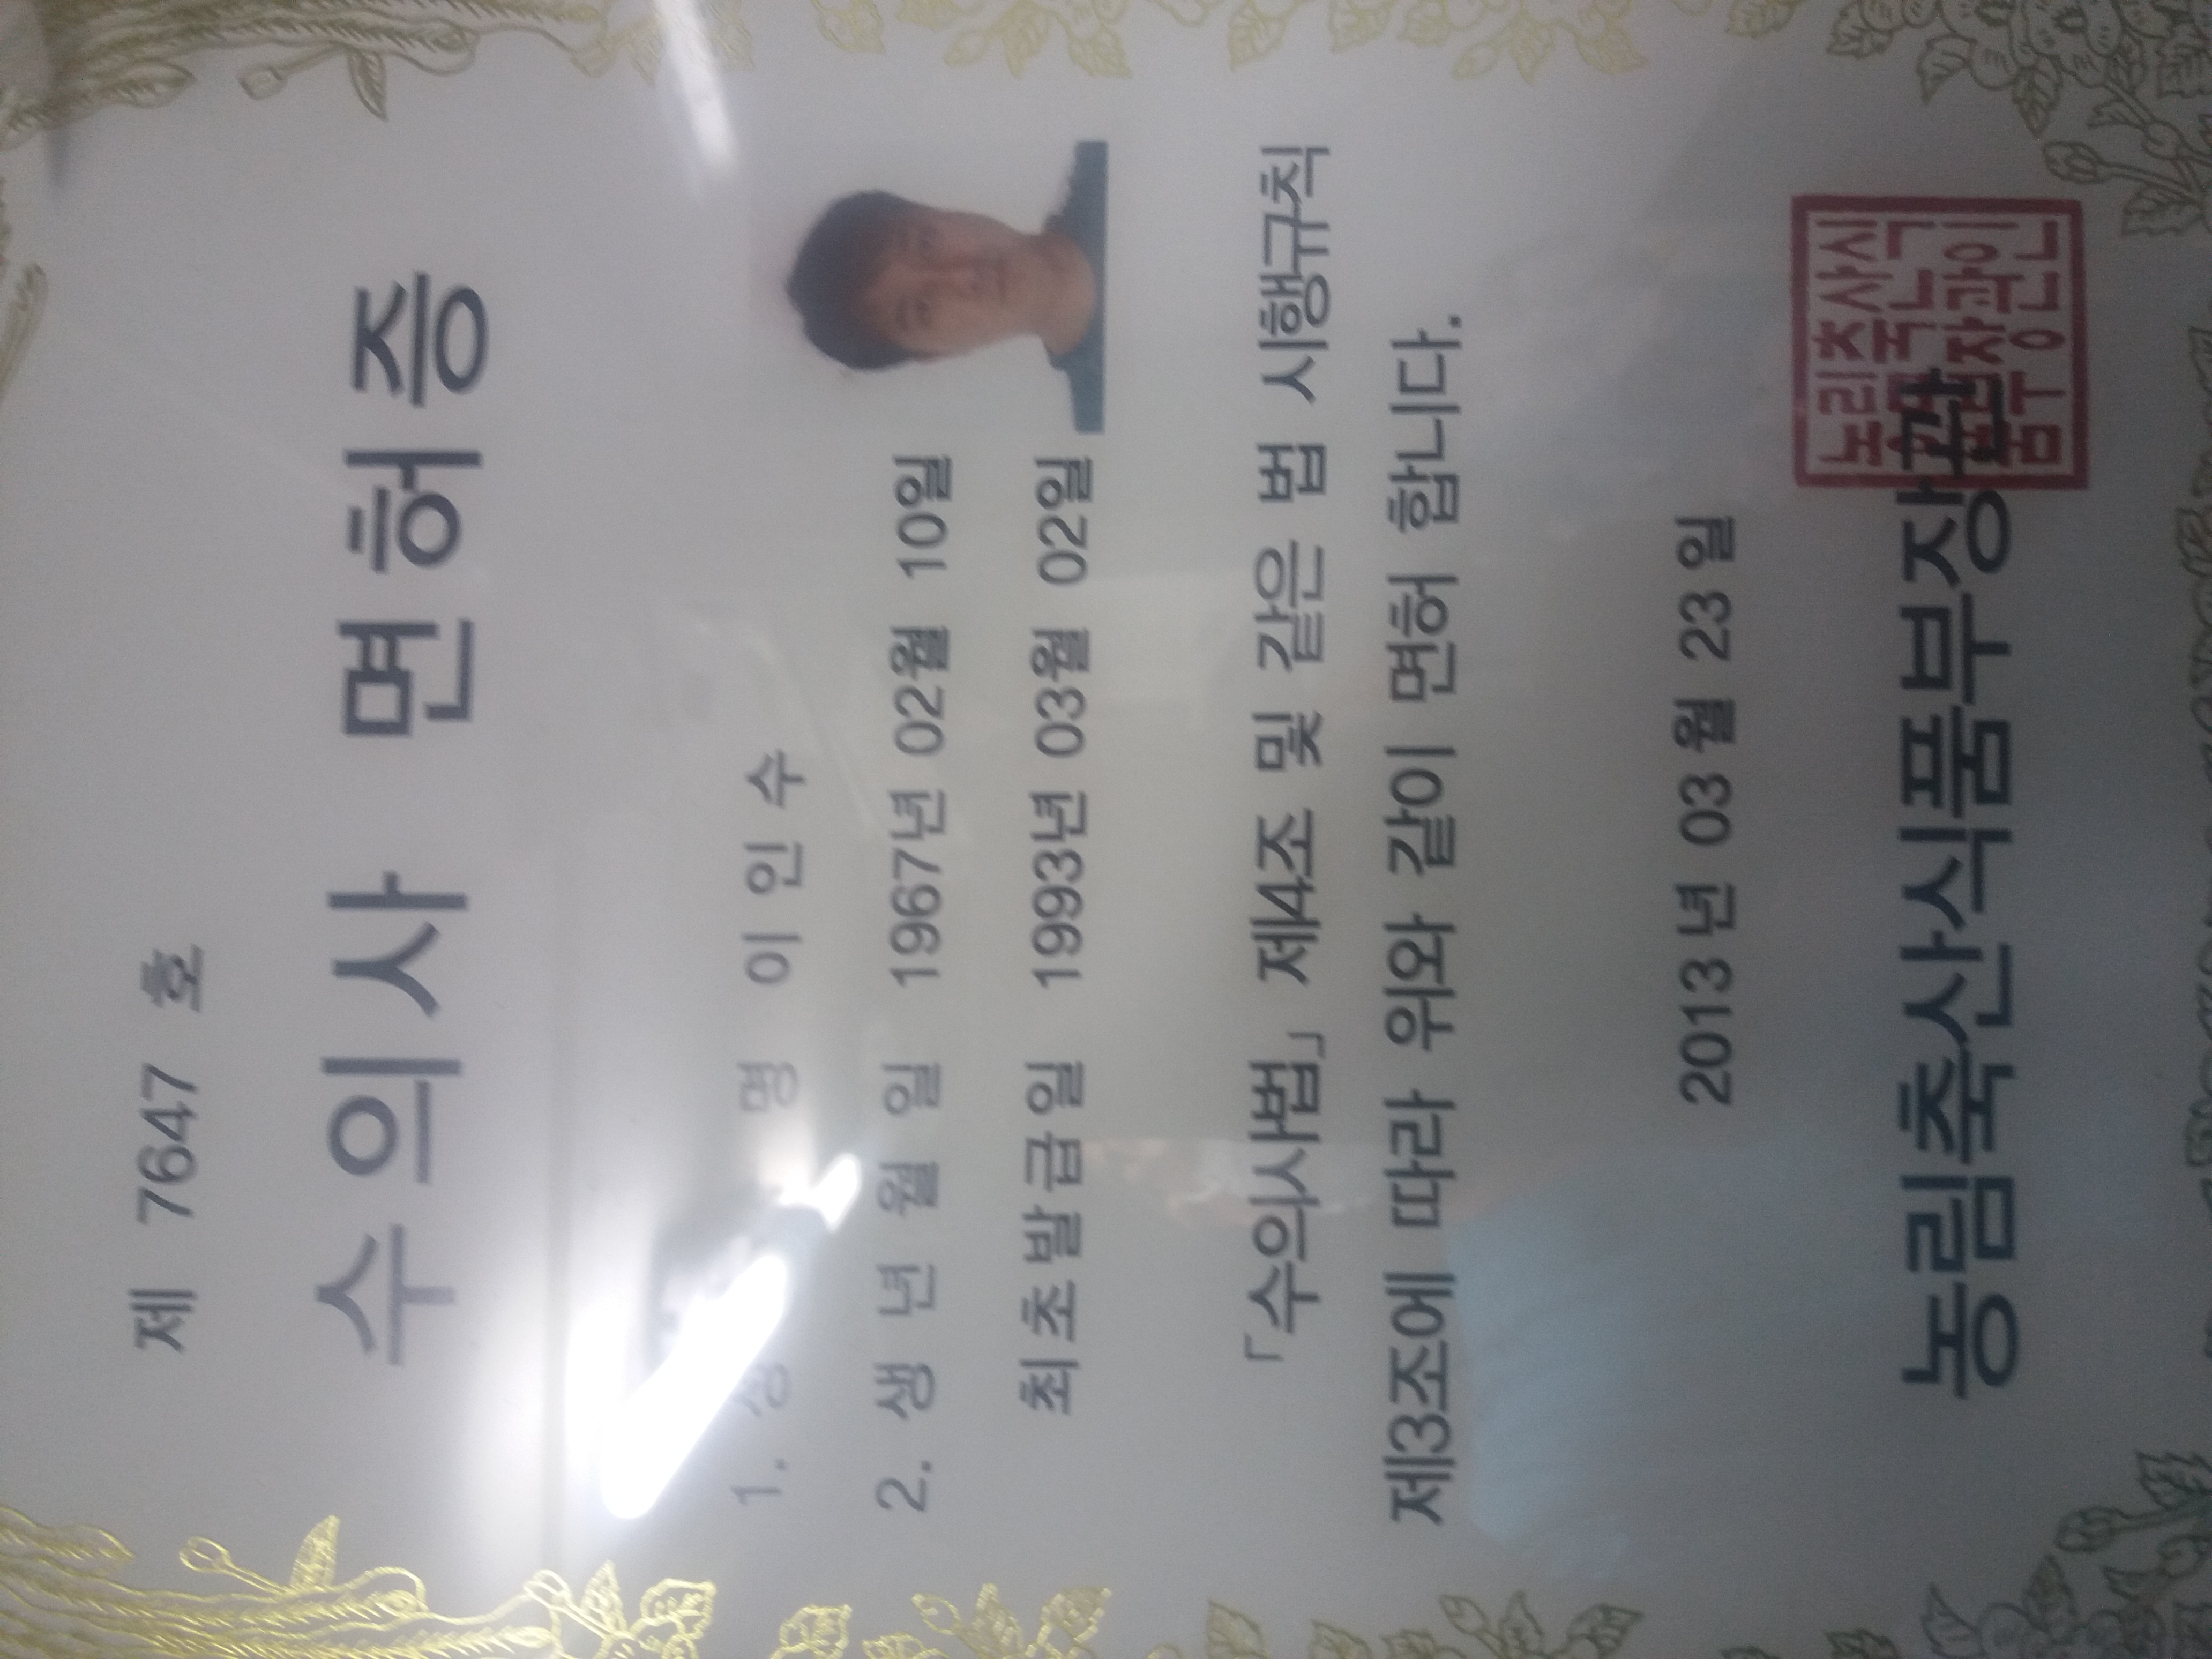 제 7647 호
수의사 면허증
1. 성 명 이 인 수
2. 생 년 월 일 1967년 02월 10일
최초발급일 1993년 03월 02일
「수의사법」 제4조 및 같은 법 시행규칙
제3조에 따라 위와 같이 면허 합니다.
2013 년 03 월 23 일
농림축산식품부장관
농림축산식
품부장관인